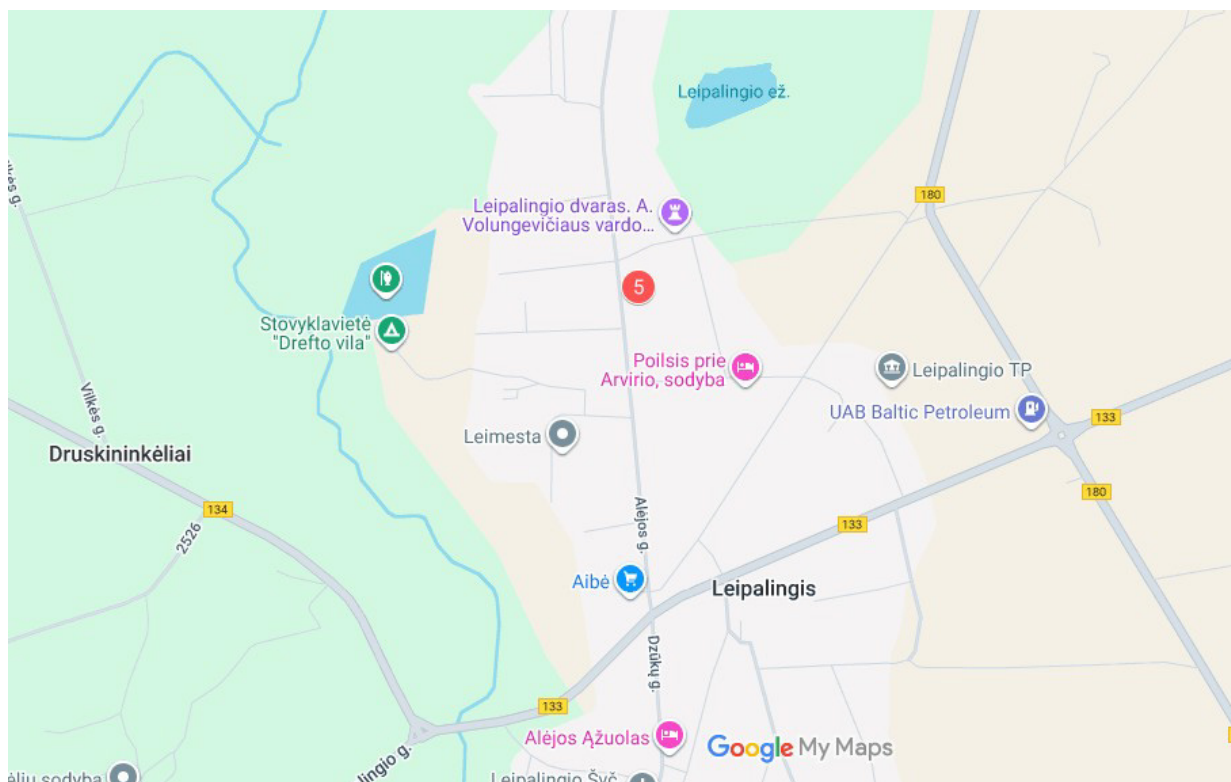 Leipalingio ež.
180
Leipalingio dvaras. A.
Volungevičiaus vardo...
5
Stovyklavietė
"Drefto vila"
Poilsis prie
Arvirio, sodyba
Leipalingio TP
UAB Baltic Petroleum
133
Vilkės g.
Leimesta
Druskininkėliai
134
2526
Alėjos g.
133
180
Aibė
Leipalingis
Dzūkų g.
133
Alėjos Ąžuolas
Google My Maps